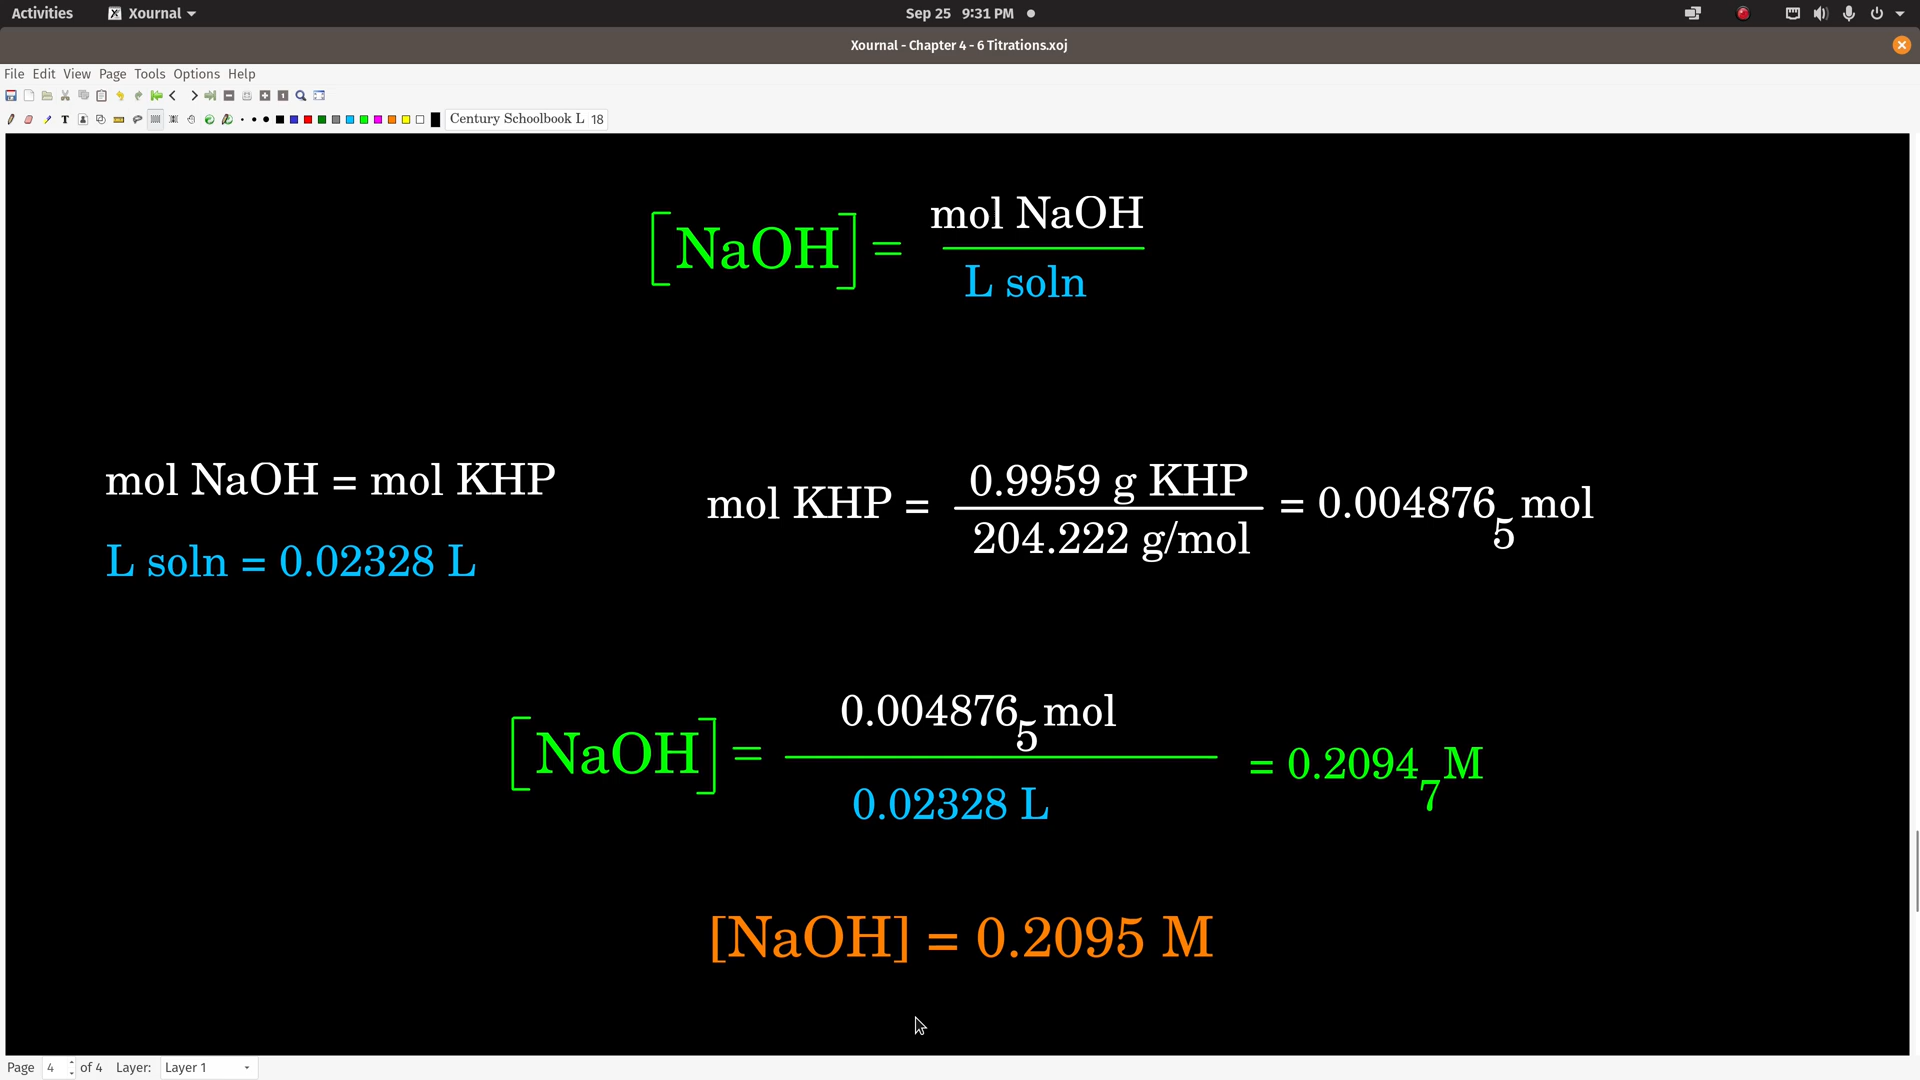 Activities Xournal Sep 25 9:31 PM
Xournal - Chapter 4 - 6 Titrations.xoj
File Edit View Page Tools Options Help
Century Schoolbook L 18
[NaOH] = mol NaOH
L soln
mol NaOH = mol KHP
L soln = 0.02328 L
mol KHP = 0.9959 g KHP
204.222 g/mol
= 0.004876₅ mol
[NaOH] = 0.004876₅ mol
0.02328 L
= 0.2094₇ M
[NaOH] = 0.2095 M
Page 4 of 4 Layer: Layer 1